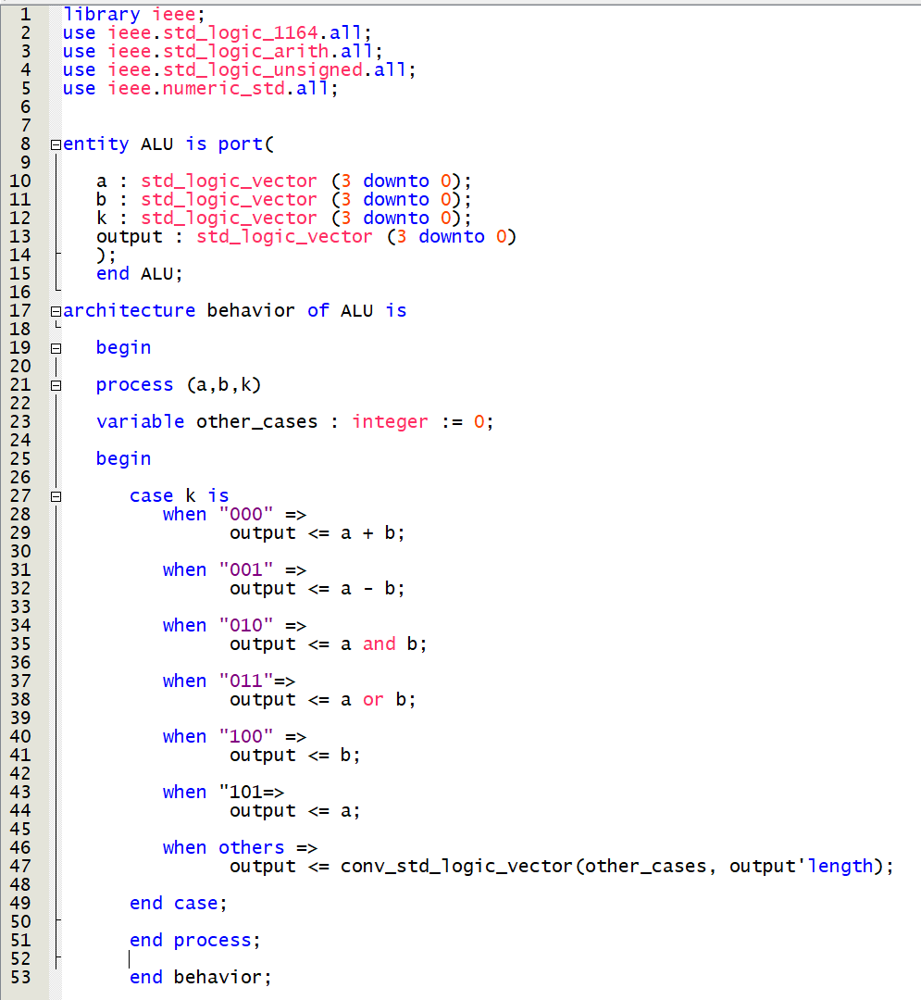 1 library ieee;
2 use ieee.std_logic_1164.all;
3 use ieee.std_logic_arith.all;
4 use ieee.std_logic_unsigned.all;
5 use ieee.numeric_std.all;
6
7
8 entity ALU is port(
9
10 a : std_logic_vector (3 downto 0);
11 b : std_logic_vector (3 downto 0);
12 k : std_logic_vector (3 downto 0);
13 output : std_logic_vector (3 downto 0)
14 );
15 end ALU;
16
17 architecture behavior of ALU is
18
19 begin
20
21 process (a,b,k)
22
23 variable other_cases : integer := 0;
24
25 begin
26
27 case k is
28 when "000" =>
29 output <= a + b;
30
31 when "001" =>
32 output <= a - b;
33
34 when "010" =>
35 output <= a and b;
36
37 when "011"=>
38 output <= a or b;
39
40 when "100" =>
41 output <= b;
42
43 when "101=>
44 output <= a;
45
46 when others =>
47 output <= conv_std_logic_vector(other_cases, output'length);
48
49 end case;
50
51 end process;
52
53 end behavior;